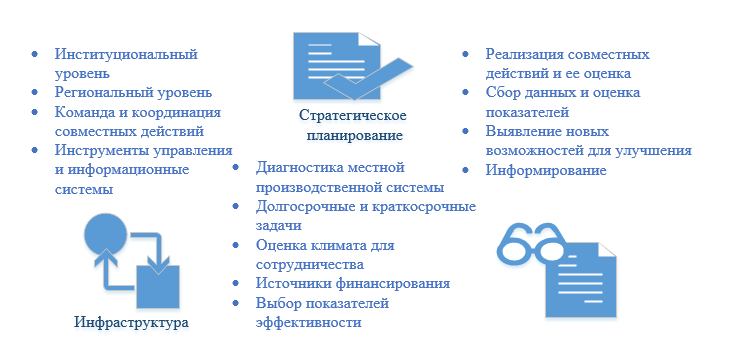 • Институциональный
уровень
• Региональный уровень
• Команда и координация
совместных действий
• Инструменты управления
и информационные
системы
Инфраструктура
Стратегическое
планирование
• Диагностика местной
производственной системы
• Долгосрочные и краткосрочные
задачи
• Оценка климата для
сотрудничества
• Источники финансирования
• Выбор показателей
эффективности
• Реализация совместных
действий и ее оценка
• Сбор данных и оценка
показателей
• Выявление новых
возможностей для улучшения
• Информирование